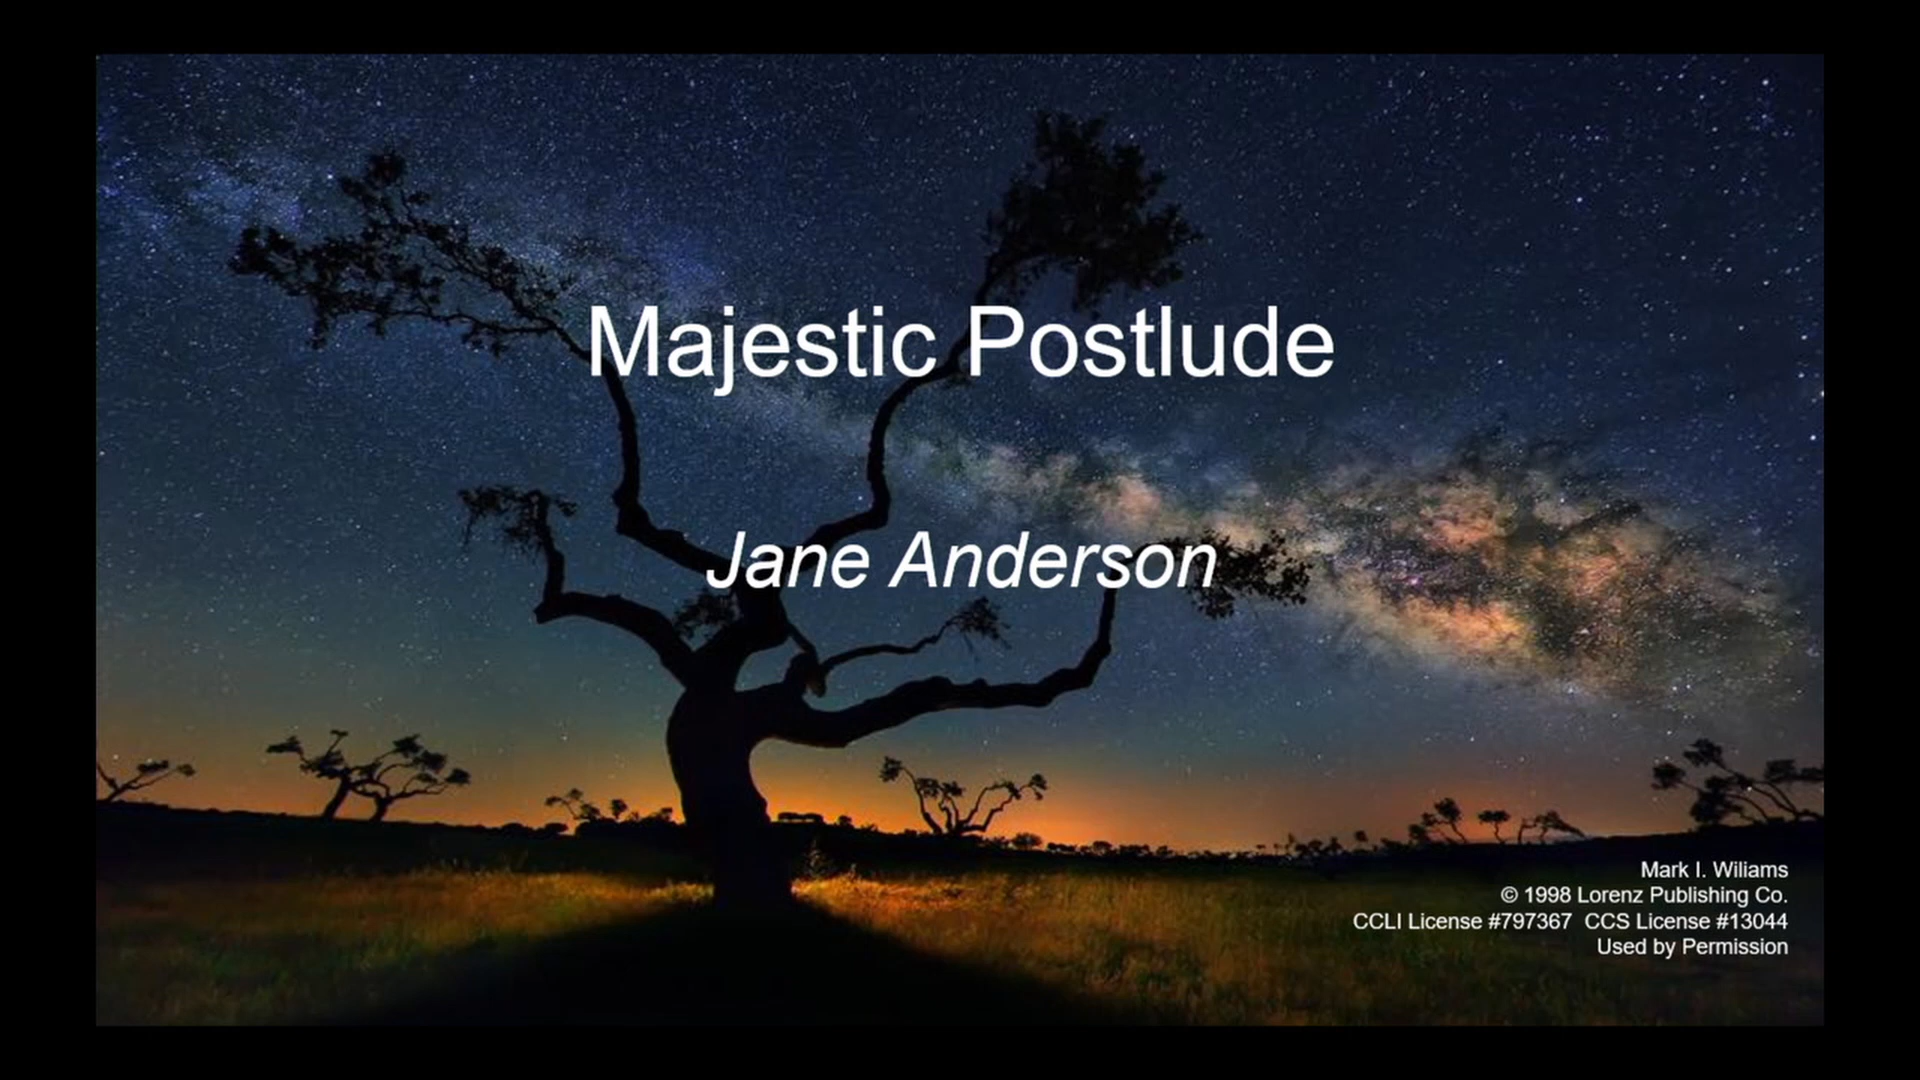 Majestic Postlude
Jane Anderson
Mark I. Wiliams
© 1998 Lorenz Publishing Co.
CCLI License #797367  CCS License #13044
Used by Permission